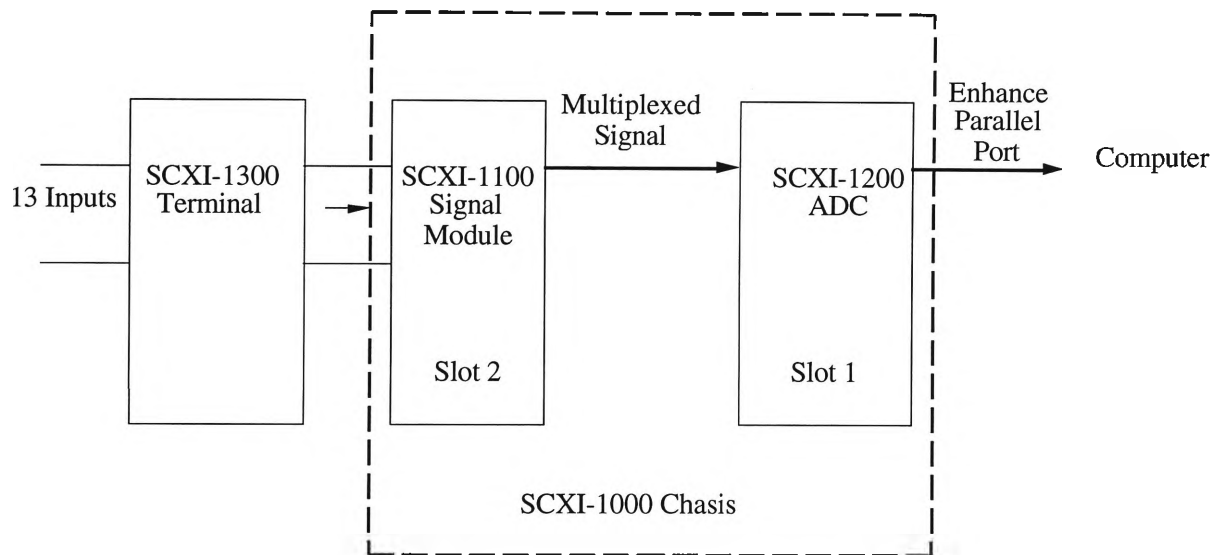 13 Inputs
SCXI-1300
Terminal
SCXI-1100
Signal
Module
Slot 2
Multiplexed
Signal
SCXI-1200
ADC
Slot 1
Enhance
Parallel
Port
Computer
SCXI-1000 Chasis